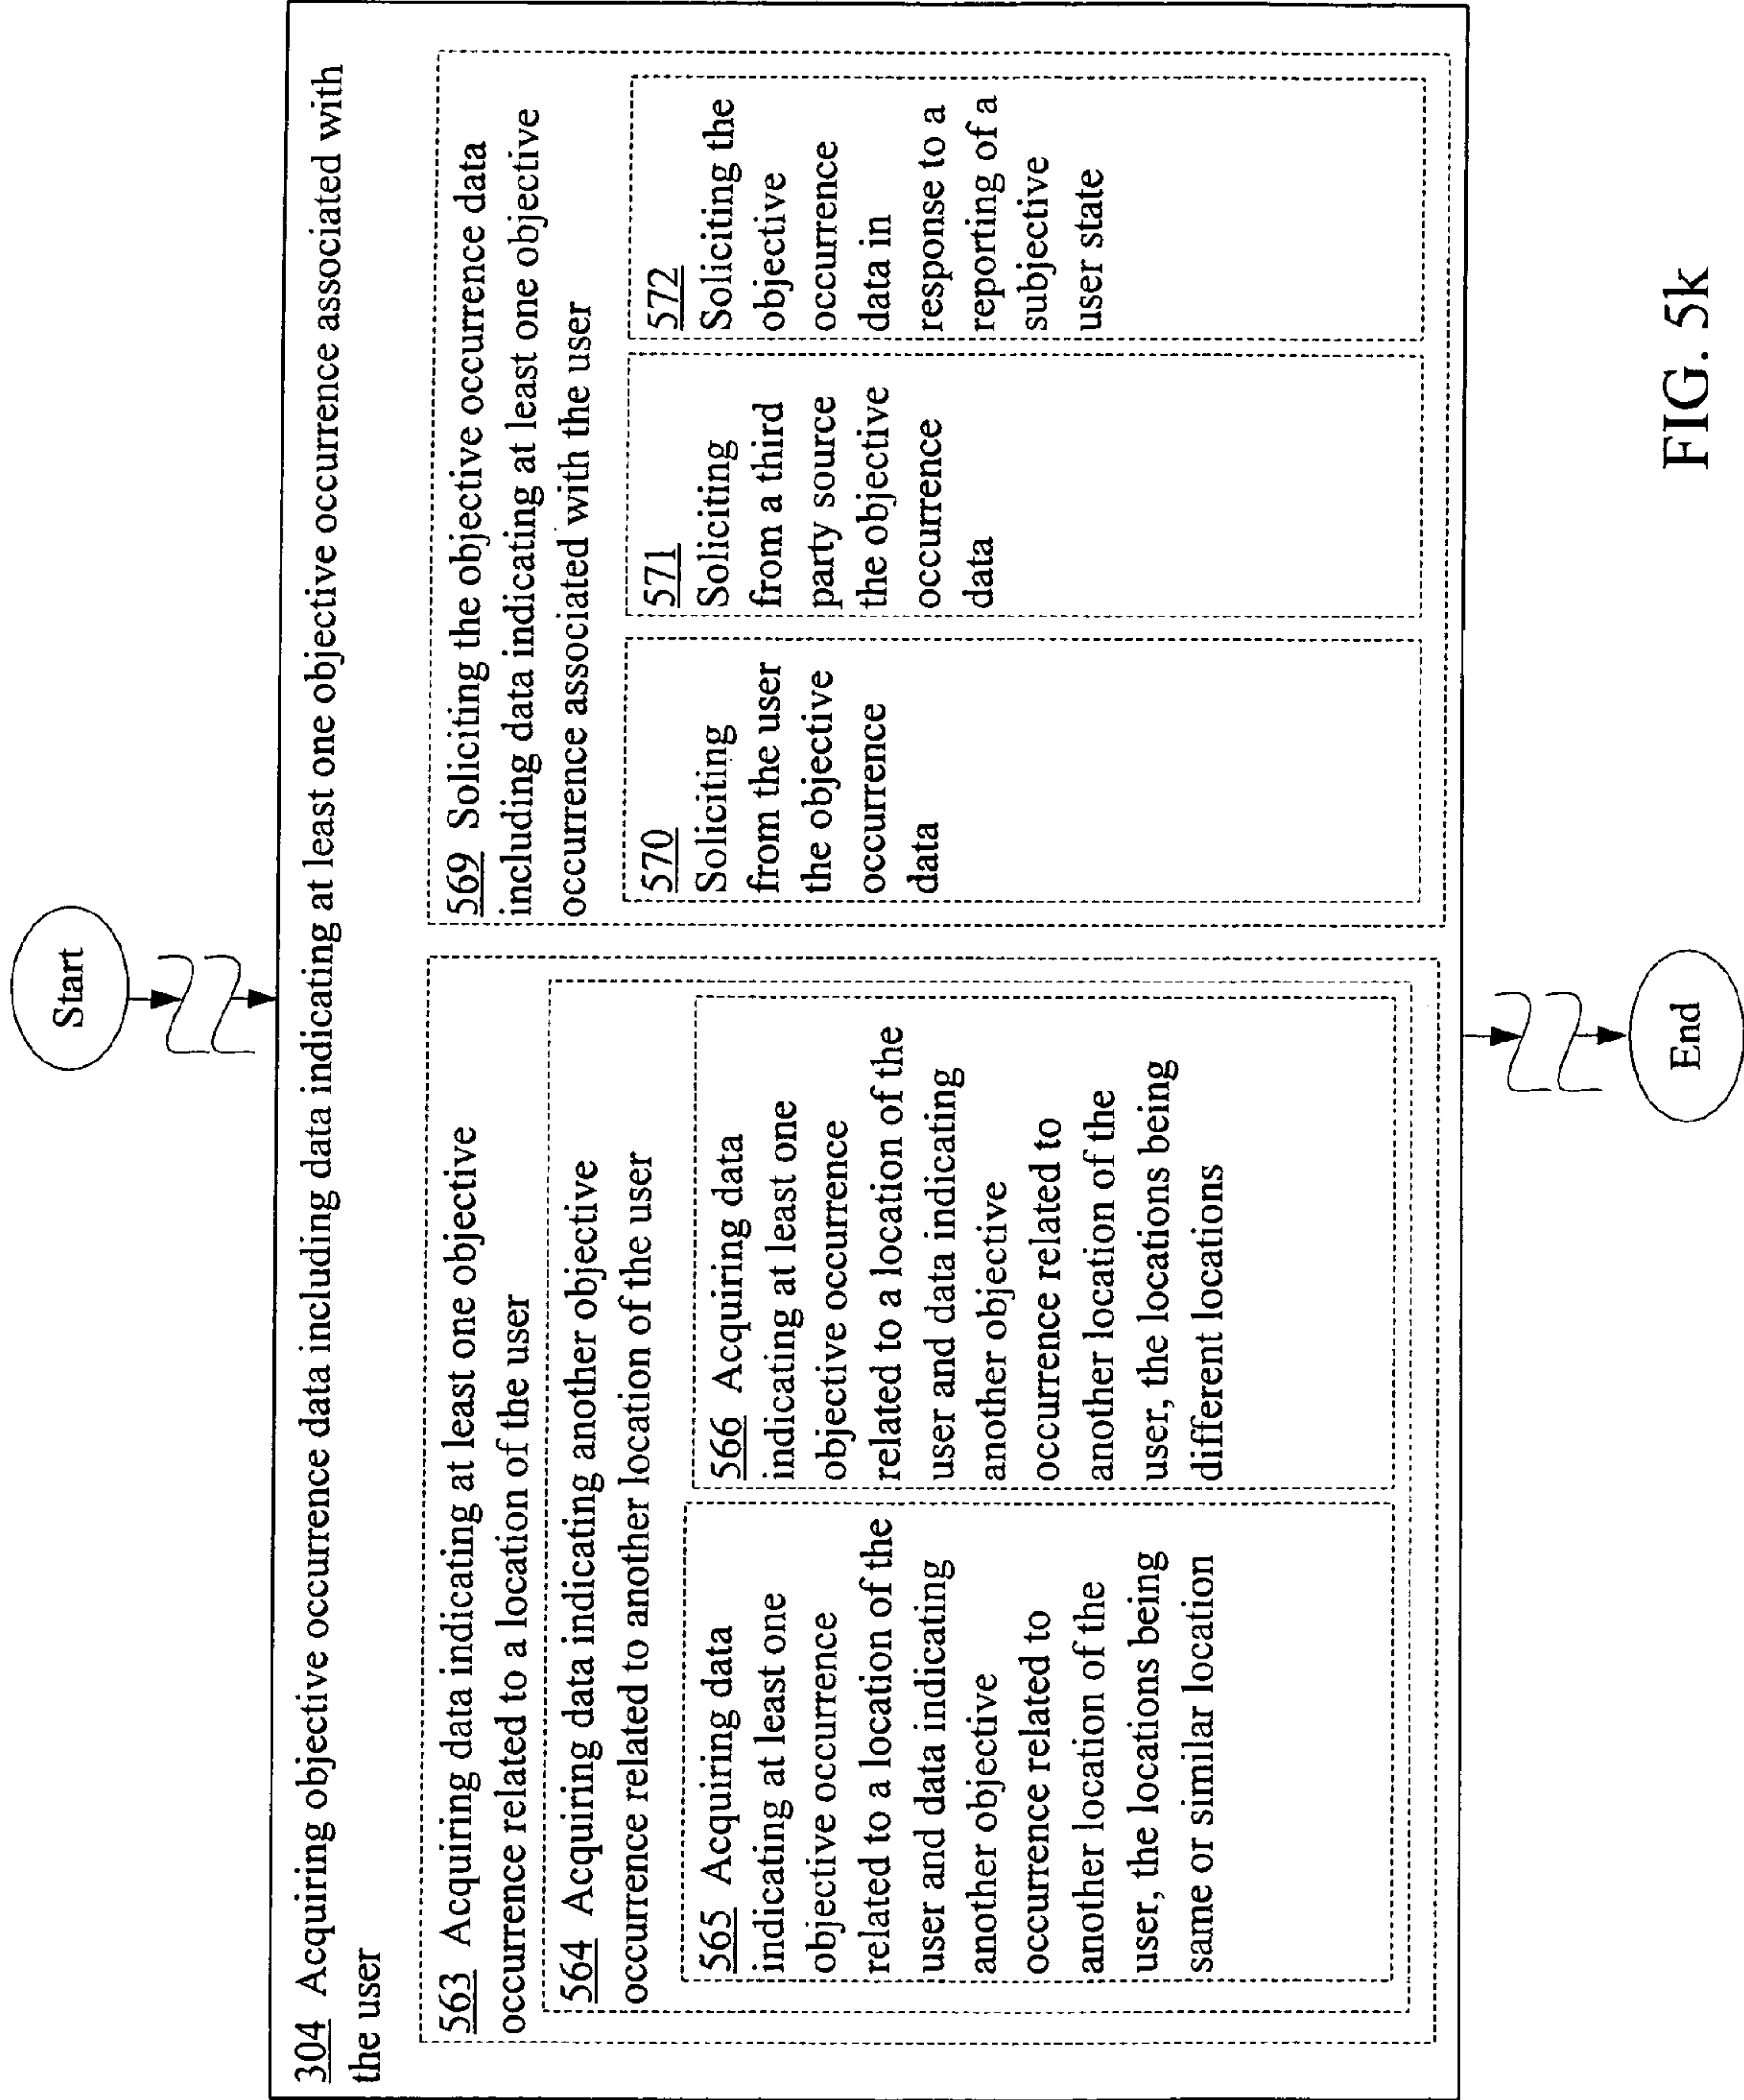 Start
304 Acquiring objective occurrence data including data indicating at least one objective occurrence associated with
the user
563 Acquiring data indicating at least one objective
occurrence related to a location of the user
564 Acquiring data indicating another objective
occurrence related to another location of the user
565 Acquiring data
indicating at least one
objective occurrence
related to a location of the
user and data indicating
another objective
occurrence related to
another location of the
user, the locations being
same or similar location
566 Acquiring data
indicating at least one
objective occurrence
related to a location of the
user and data indicating
another objective
occurrence related to
another location of the
user, the locations being
different locations
569 Soliciting the objective occurrence data
including data indicating at least one objective
occurrence associated with the user
570
Soliciting
from the user
the objective
occurrence
data
571
Soliciting
from a third
party source
the objective
occurrence
data
572
Soliciting the
objective
occurrence
data in
response to a
reporting of a
subjective
user state
End
FIG. 5k